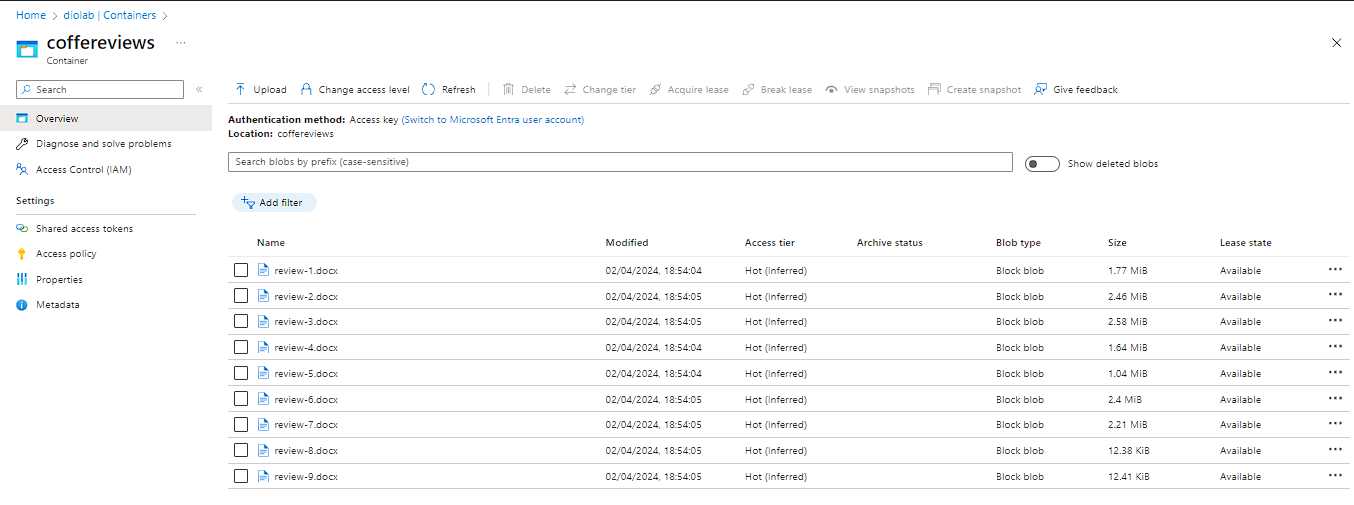 Home > diolab | Containers >
coffereviews ...
Container
Search «
Upload Change access level Refresh Delete Change tier Acquire lease Break lease View snapshots Create snapshot Give feedback
Overview
Diagnose and solve problems
Access Control (IAM)
Settings
Shared access tokens
Access policy
Properties
Metadata
Authentication method: Access key (Switch to Microsoft Entra user account)
Location: coffereviews
Search blobs by prefix (case-sensitive)
Show deleted blobs
Add filter
Name Modified Access tier Archive status Blob type Size Lease state
review-1.docx 02/04/2024, 18:54:04 Hot (Inferred) Block blob 1.77 MiB Available ...
review-2.docx 02/04/2024, 18:54:05 Hot (Inferred) Block blob 2.46 MiB Available ...
review-3.docx 02/04/2024, 18:54:05 Hot (Inferred) Block blob 2.58 MiB Available ...
review-4.docx 02/04/2024, 18:54:04 Hot (Inferred) Block blob 1.64 MiB Available ...
review-5.docx 02/04/2024, 18:54:04 Hot (Inferred) Block blob 1.04 MiB Available ...
review-6.docx 02/04/2024, 18:54:05 Hot (Inferred) Block blob 2.4 MiB Available ...
review-7.docx 02/04/2024, 18:54:05 Hot (Inferred) Block blob 2.21 MiB Available ...
review-8.docx 02/04/2024, 18:54:05 Hot (Inferred) Block blob 12.38 KiB Available ...
review-9.docx 02/04/2024, 18:54:05 Hot (Inferred) Block blob 12.41 KiB Available ...